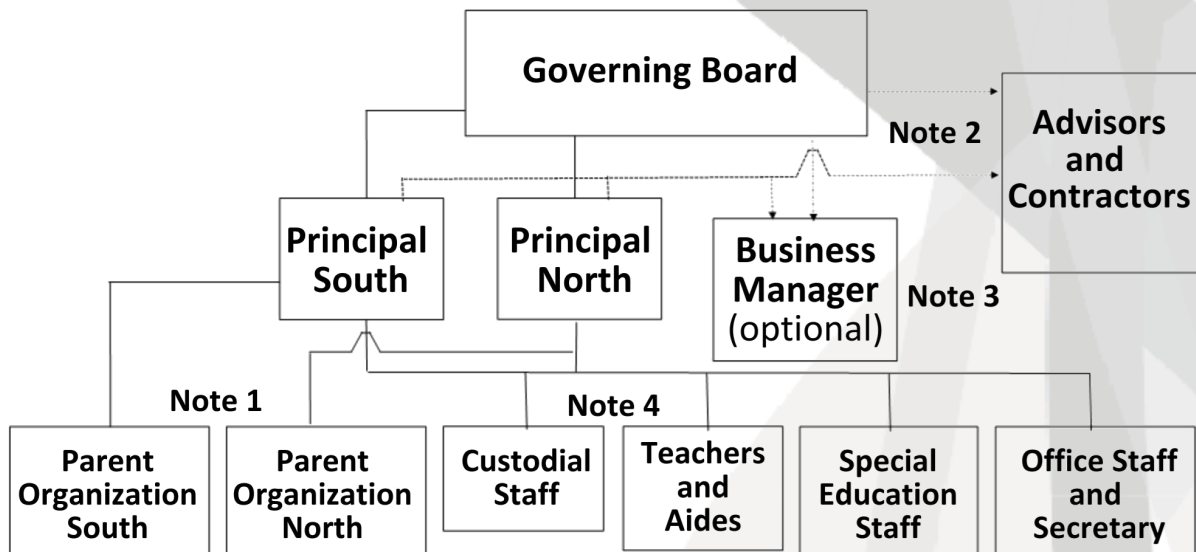 Governing Board
Note 2
Advisors
and
Contractors
Principal
South
Principal
North
Business
Manager
(optional)
Note 3
Note 1
Note 4
Parent
Organization
South
Parent
Organization
North
Custodial
Staff
Teachers
and
Aides
Special
Education
Staff
Office Staff
and
Secretary